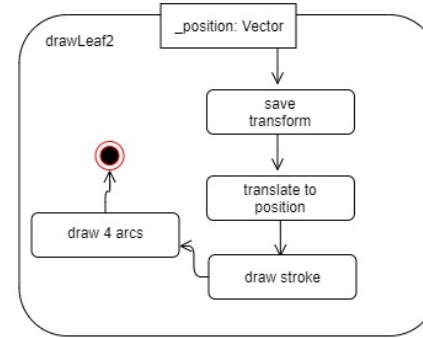 _position: Vector
drawLeaf2
save
transform
translate to
position
draw 4 arcs
draw stroke